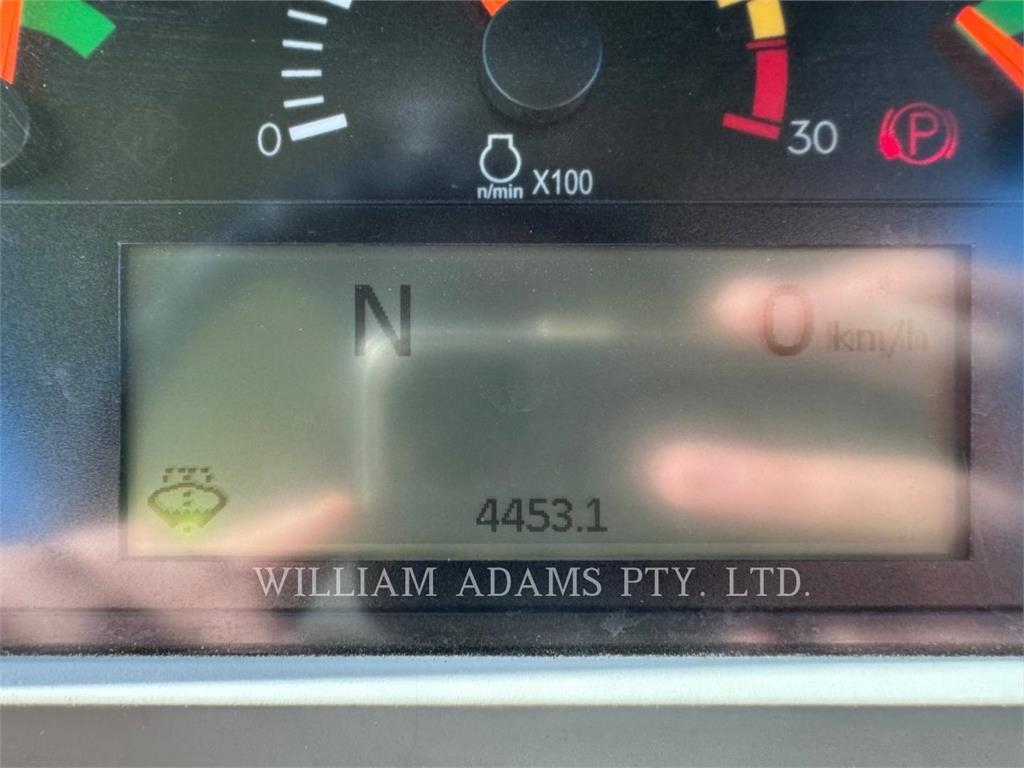 0
30
P
n/min X100
N 0 km/h
4453.1
WILLIAM ADAMS PTY. LTD.